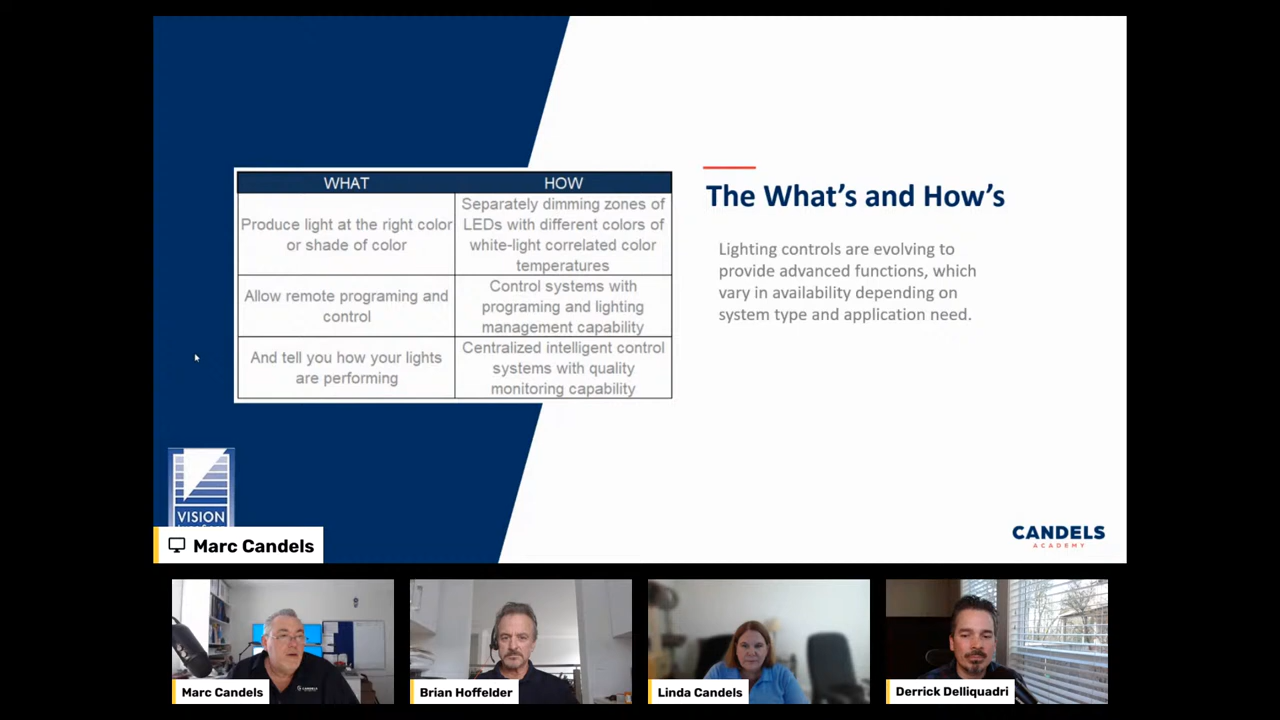 WHAT
HOW
Produce light at the right color
or shade of color
Separately dimming zones of
LEDs with different colors of
white-light correlated color
temperatures
Allow remote programing and
control
Control systems with
programing and lighting
management capability
And tell you how your lights
are performing
Centralized intelligent control
systems with quality
monitoring capability
The What's and How's
Lighting controls are evolving to
provide advanced functions, which
vary in availability depending on
system type and application need.
VISION
Marc Candels
CANDELS
ACADEMY
Marc Candels
Brian Hoffelder
Linda Candels
Derrick Delliquadri